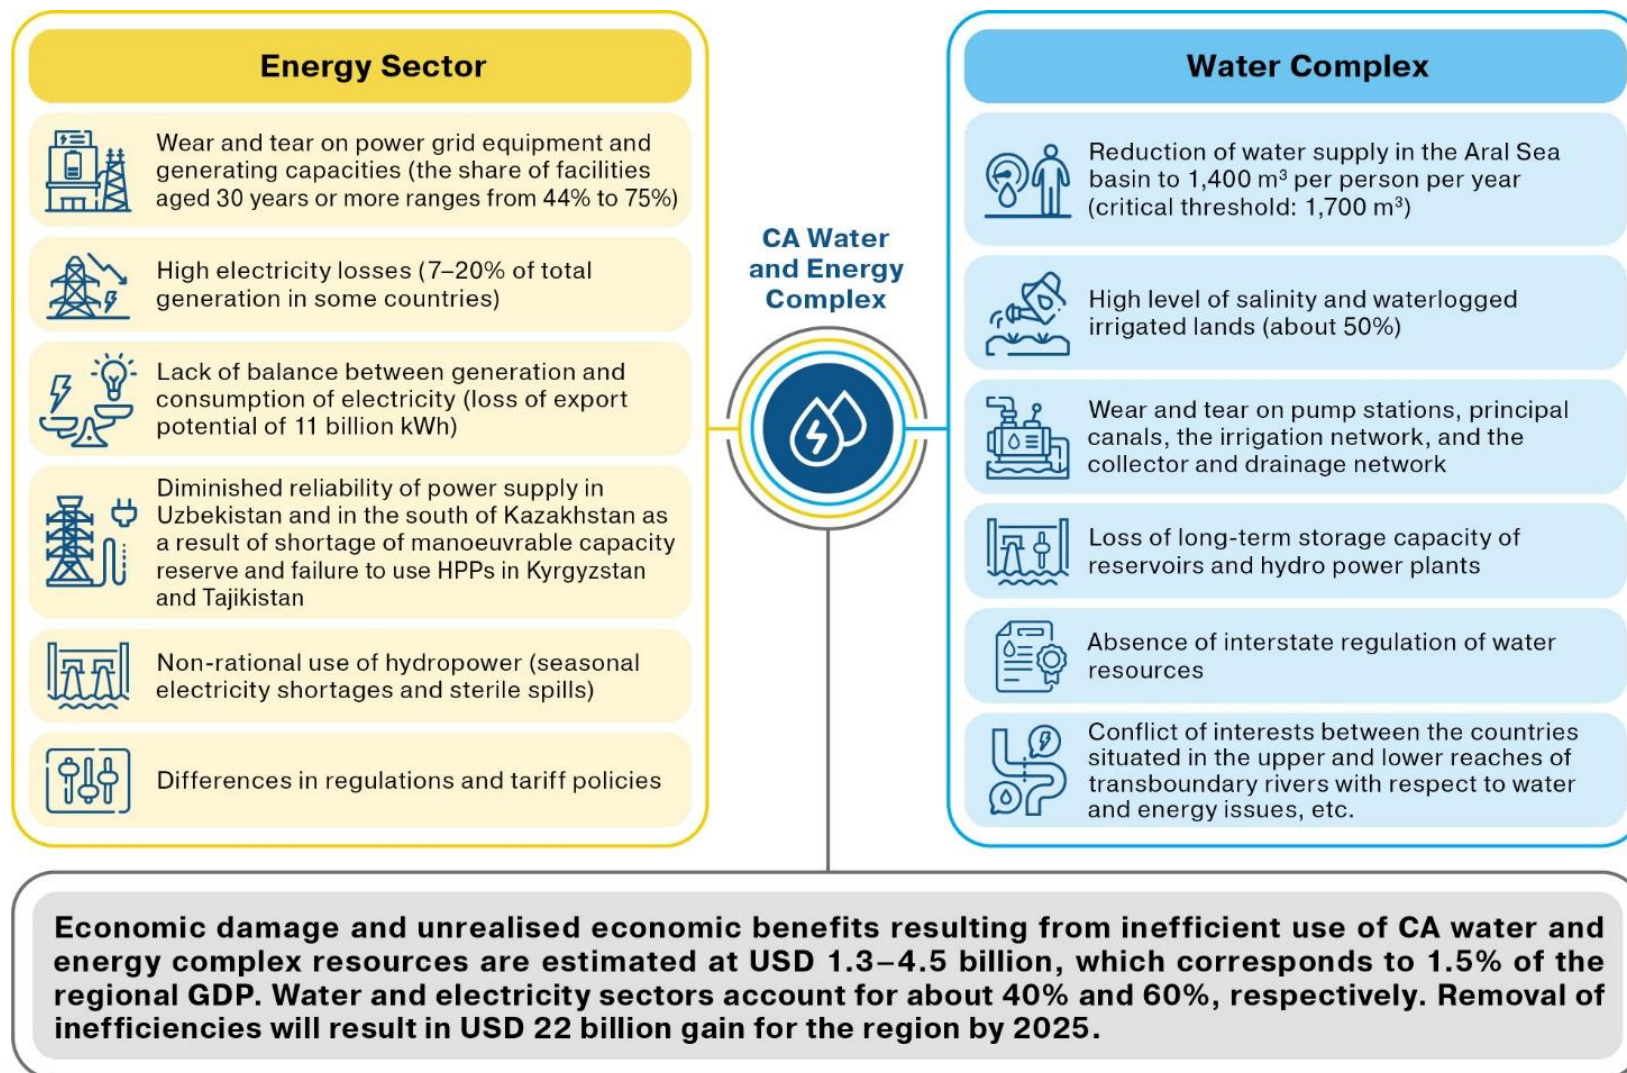 Energy Sector
Wear and tear on power grid equipment and
generating capacities (the share of facilities
aged 30 years or more ranges from 44% to 75%)
High electricity losses (7–20% of total
generation in some countries)
Lack of balance between generation and
consumption of electricity (loss of export
potential of 11 billion kWh)
Diminished reliability of power supply in
Uzbekistan and in the south of Kazakhstan as
a result of shortage of manoeuvrable capacity
reserve and failure to use HPPs in Kyrgyzstan
and Tajikistan
Non-rational use of hydropower (seasonal
electricity shortages and sterile spills)
Differences in regulations and tariff policies
CA Water
and Energy
Complex
Water Complex
Reduction of water supply in the Aral Sea
basin to 1,400 m³ per person per year
(critical threshold: 1,700 m³)
High level of salinity and waterlogged
irrigated lands (about 50%)
Wear and tear on pump stations, principal
canals, the irrigation network, and the
collector and drainage network
Loss of long-term storage capacity of
reservoirs and hydro power plants
Absence of interstate regulation of water
resources
Conflict of interests between the countries
situated in the upper and lower reaches of
transboundary rivers with respect to water
and energy issues, etc.
Economic damage and unrealised economic benefits resulting from inefficient use of CA water and
energy complex resources are estimated at USD 1.3–4.5 billion, which corresponds to 1.5% of the
regional GDP. Water and electricity sectors account for about 40% and 60%, respectively. Removal of
inefficiencies will result in USD 22 billion gain for the region by 2025.